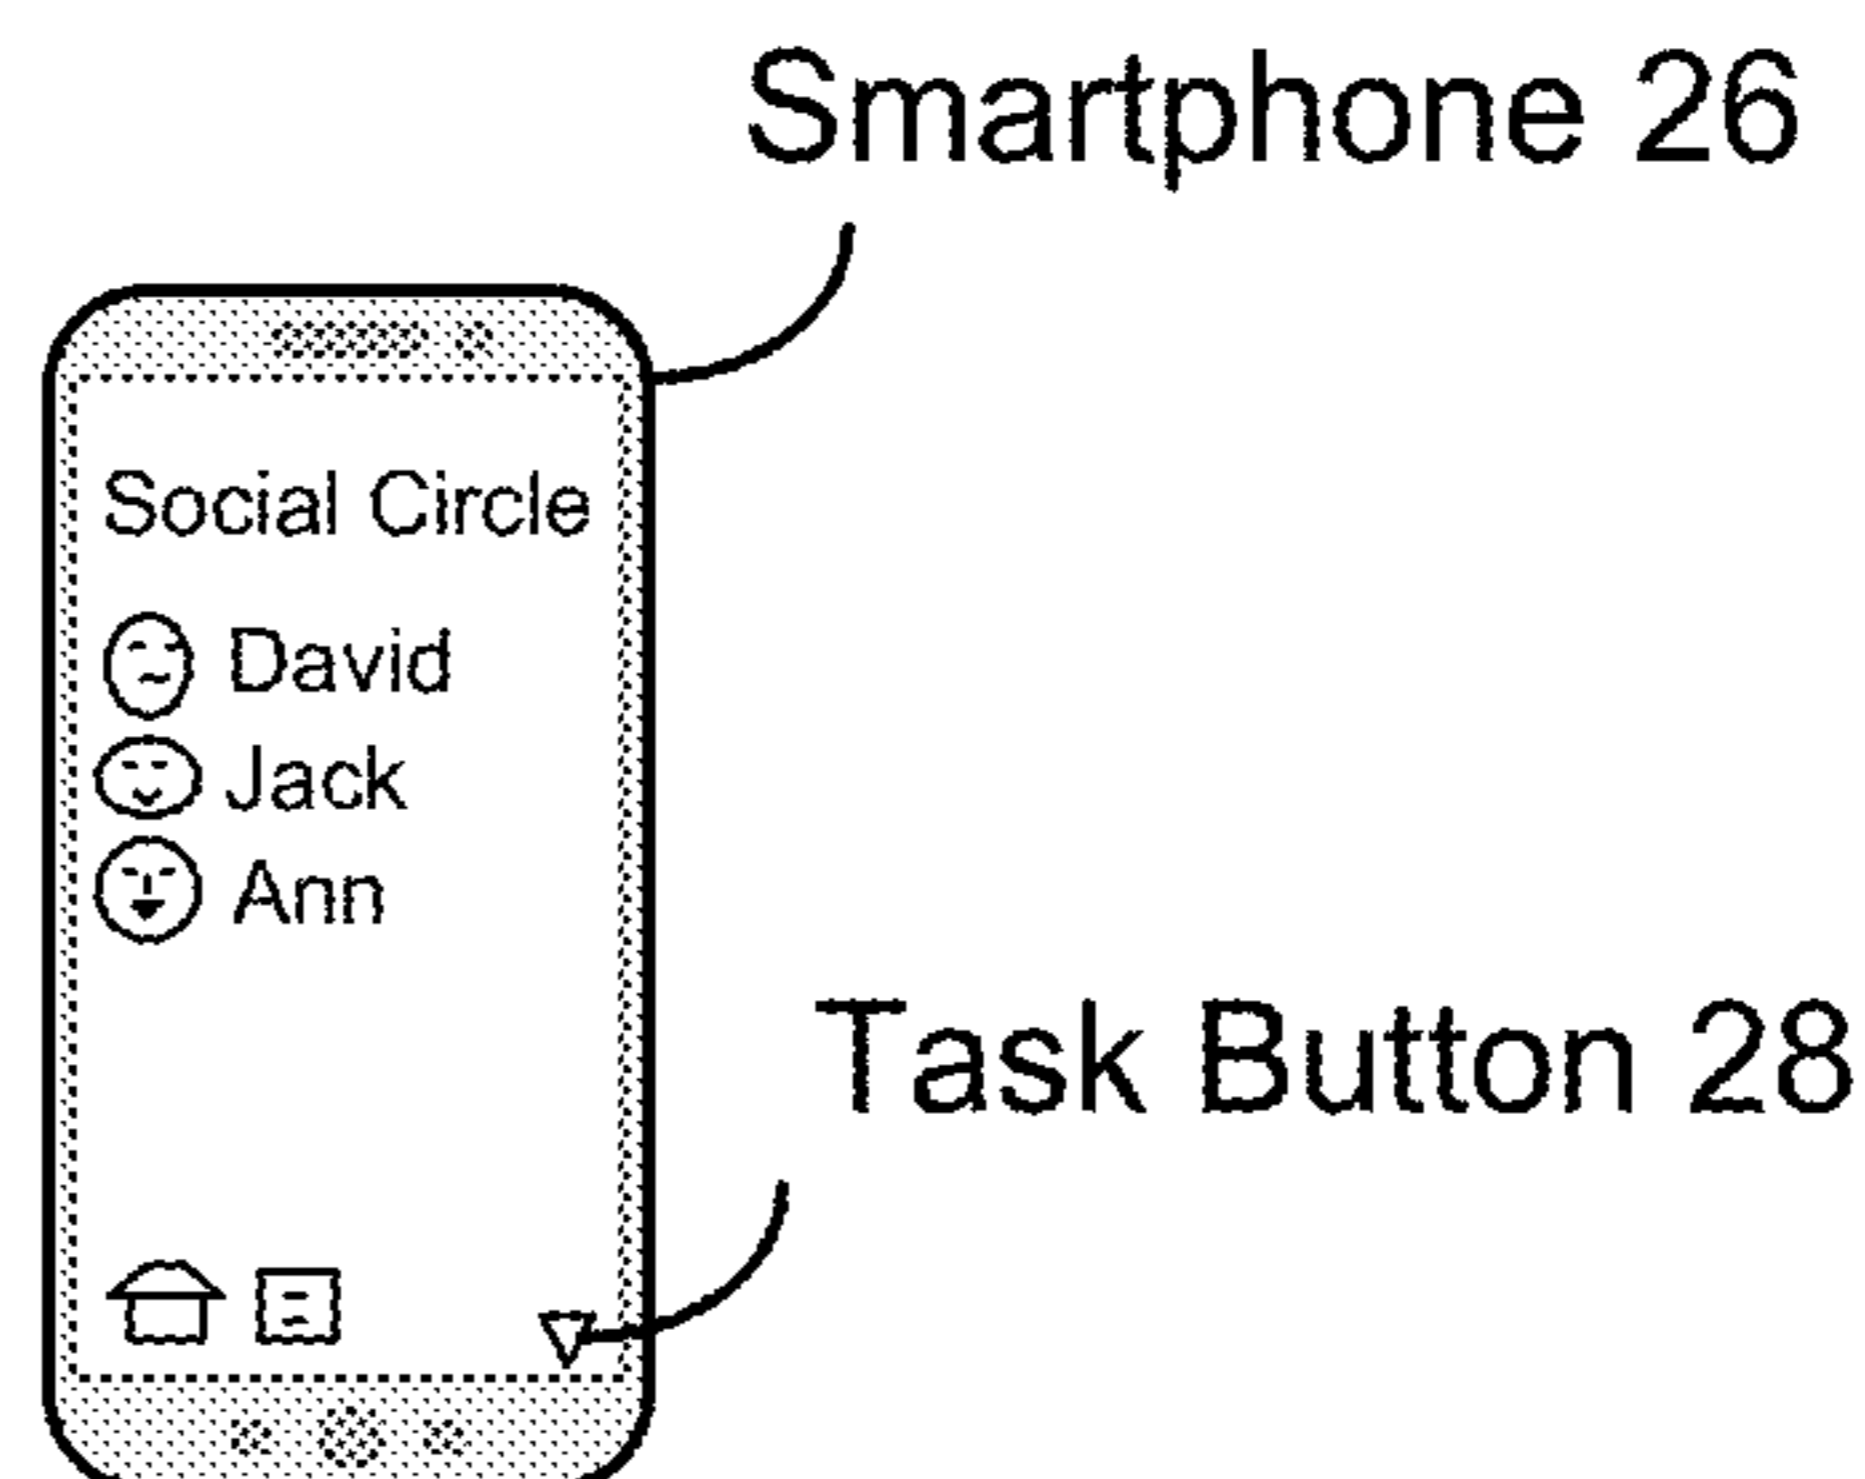 Smartphone 26
Social Circle
David
Jack
Ann
Task Button 28